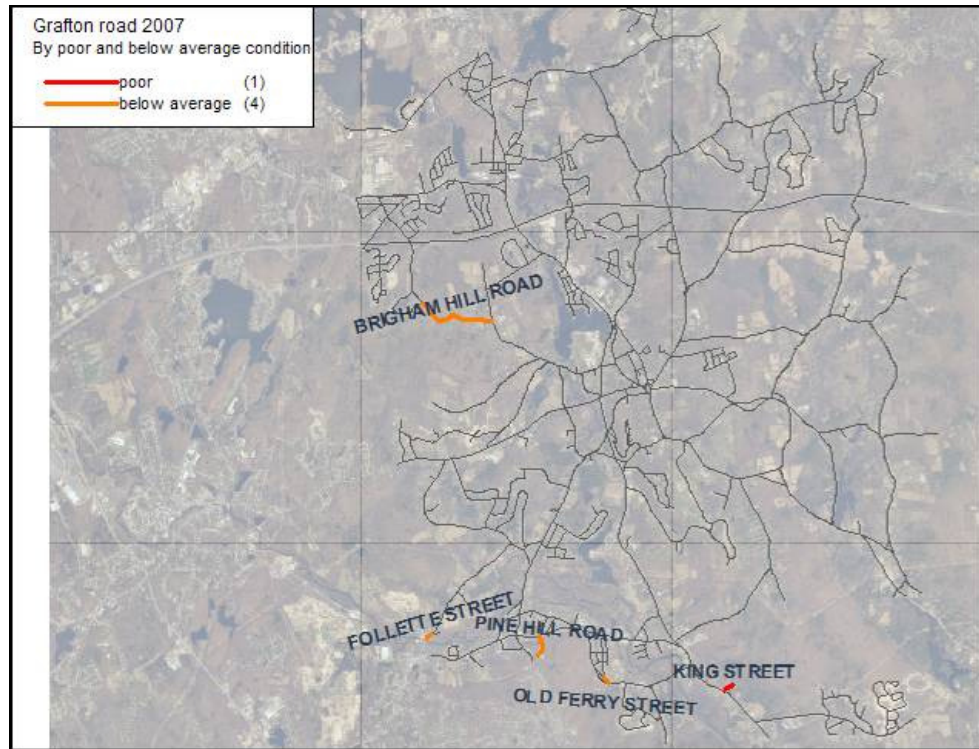 Grafton road 2007
By poor and below average condition
poor (1)
below average (4)
BRIGHAM HILL ROAD
FOLLETTE STREET
PINE HILL ROAD
KING STREET
OLD FERRY STREET